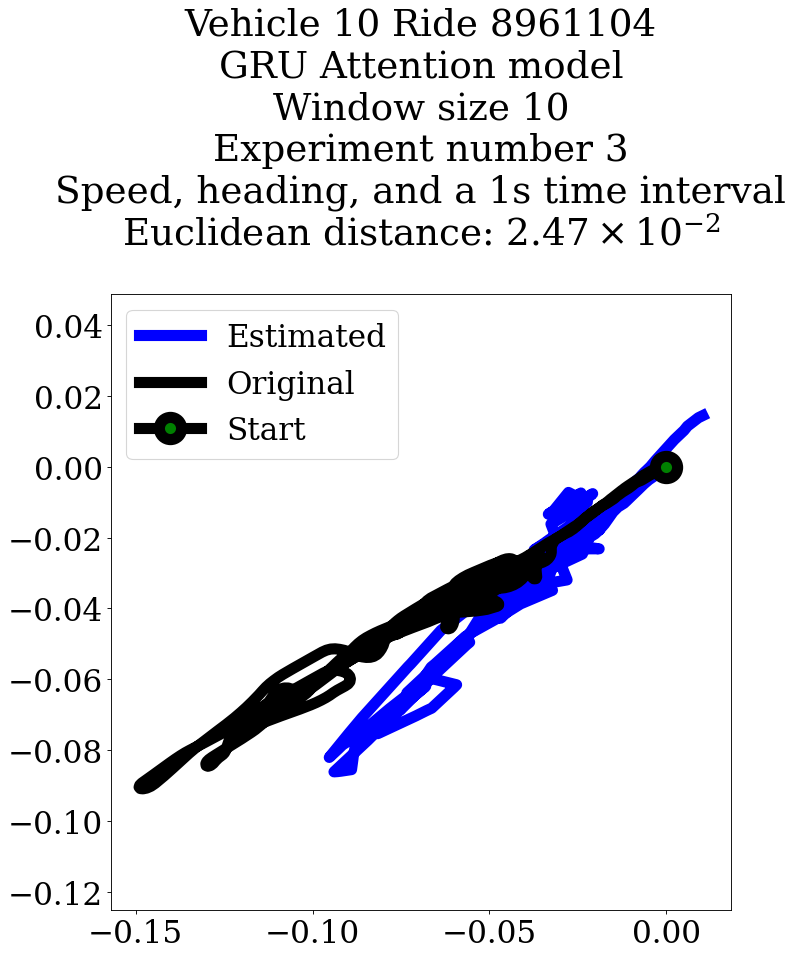 Vehicle 10 Ride 8961104
GRU Attention model
Window size 10
Experiment number 3
Speed, heading, and a 1s time interval
Euclidean distance: 2.47 × 10⁻²
Estimated
Original
Start
0.04
0.02
0.00
−0.02
−0.04
−0.06
−0.08
−0.10
−0.12
−0.15
−0.10
−0.05
0.00